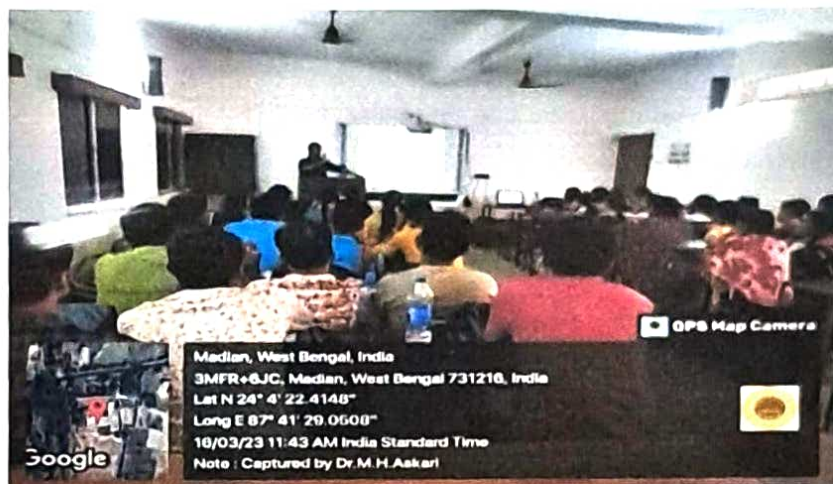 GPS Map Camera
Madian, West Bengal, India
3MFR+6JC, Madian, West Bengal 731216, India
Lat N 24° 4' 22.4148"
Long E 87° 41' 29.0508"
16/03/23 11:43 AM India Standard Time
Note : Captured by Dr.M.H.Askari
Google